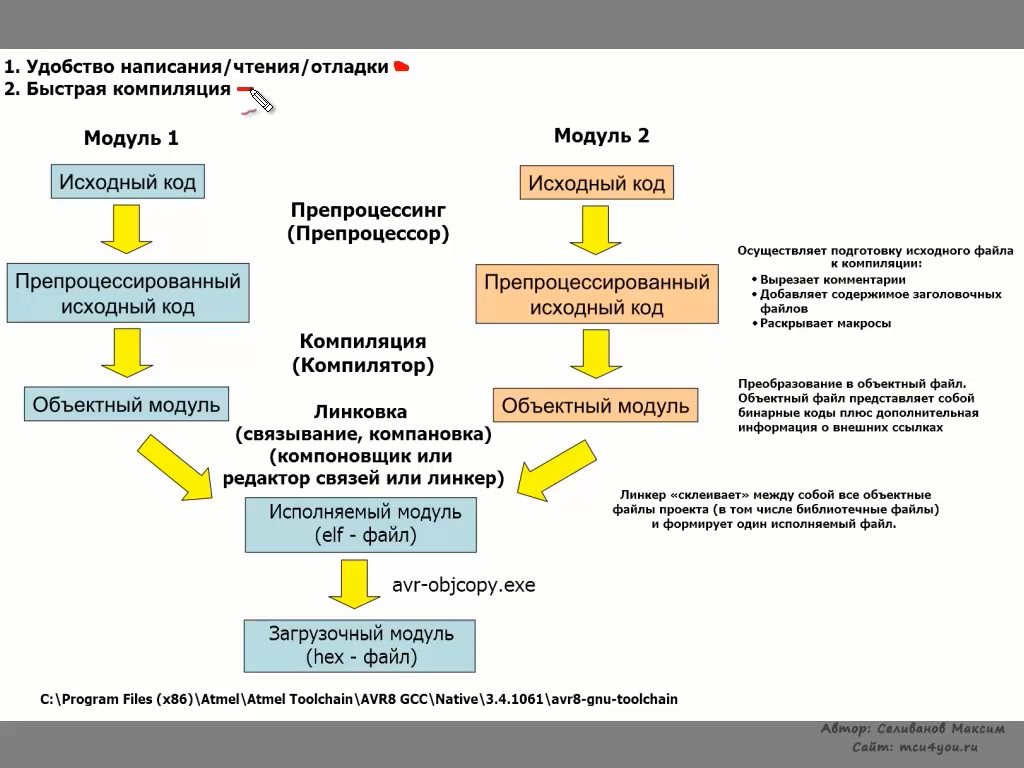 1. Удобство написания/чтения/отладки
2. Быстрая компиляция
Модуль 1
Модуль 2
Исходный код
Исходный код
Препроцессинг
(Препроцессор)
Осуществляет подготовку исходного файла
к компиляции:
• Вырезает комментарии
• Добавляет содержимое заголовочных
файлов
• Раскрывает макросы
Препроцессированный
исходный код
Препроцессированный
исходный код
Компиляция
(Компилятор)
Преобразование в объектный файл.
Объектный файл представляет собой
бинарные коды плюс дополнительная
информация о внешних ссылках
Объектный модуль
Объектный модуль
Линковка
(связывание, компановка)
(компоновщик или
редактор связей или линкер)
Линкер «склеивает» между собой все объектные
файлы проекта (в том числе библиотечные файлы)
и формирует один исполняемый файл.
Исполняемый модуль
(elf - файл)
avr-objcopy.exe
Загрузочный модуль
(hex - файл)
C:\Program Files (x86)\Atmel\Atmel Toolchain\AVR8 GCC\Native\3.4.1061\avr8-gnu-toolchain
Автор: Селиванов Максим
Сайт: mcu4you.ru